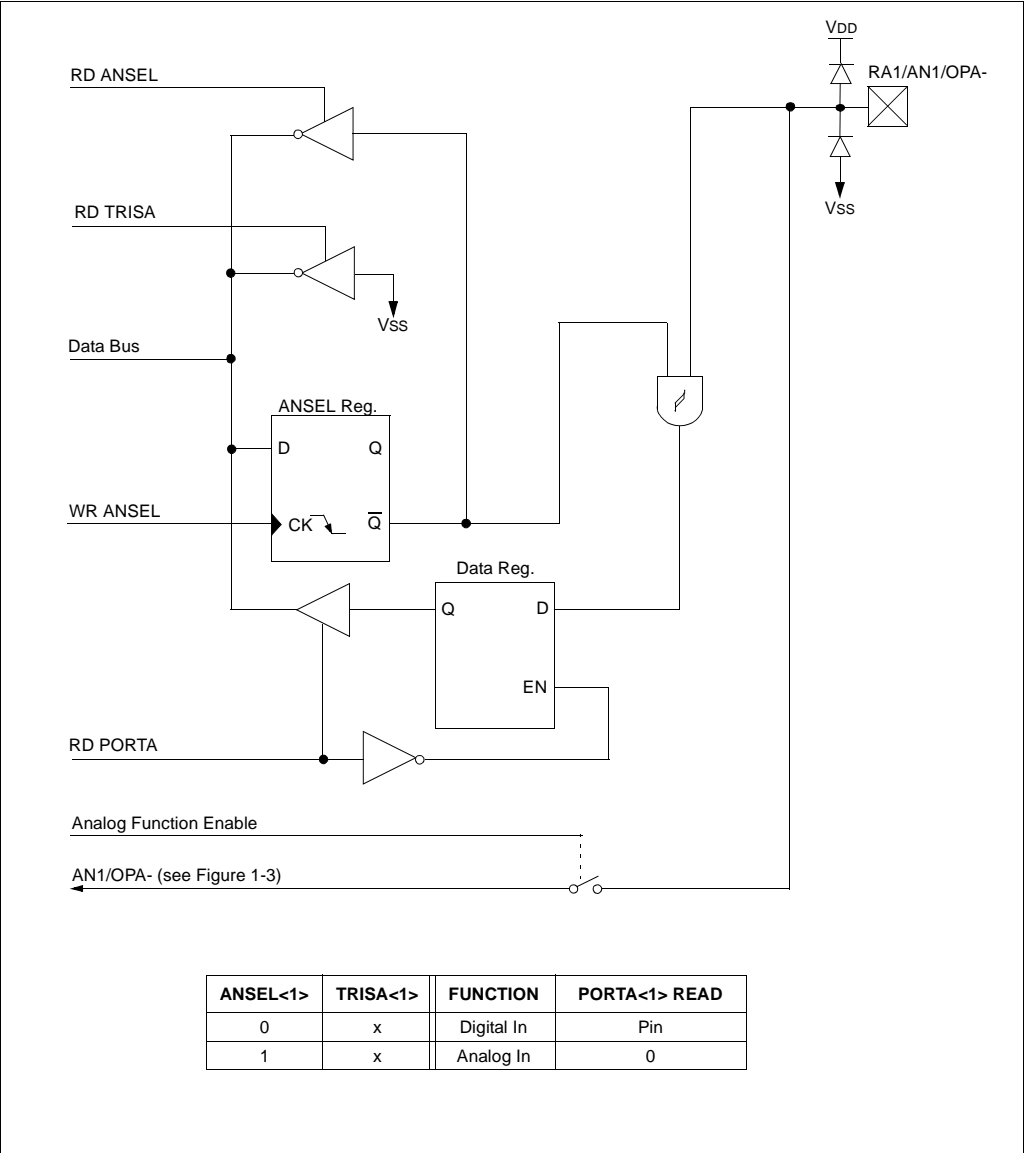 VDD
RD ANSEL
RA1/AN1/OPA-
RD TRISA
VSS
VSS
Data Bus
ANSEL Reg.
D Q
WR ANSEL
CK Q̅
Data Reg.
Q D
EN
RD PORTA
Analog Function Enable
AN1/OPA- (see Figure 1-3)
ANSEL<1> TRISA<1> FUNCTION PORTA<1> READ
0 x Digital In Pin
1 x Analog In 0